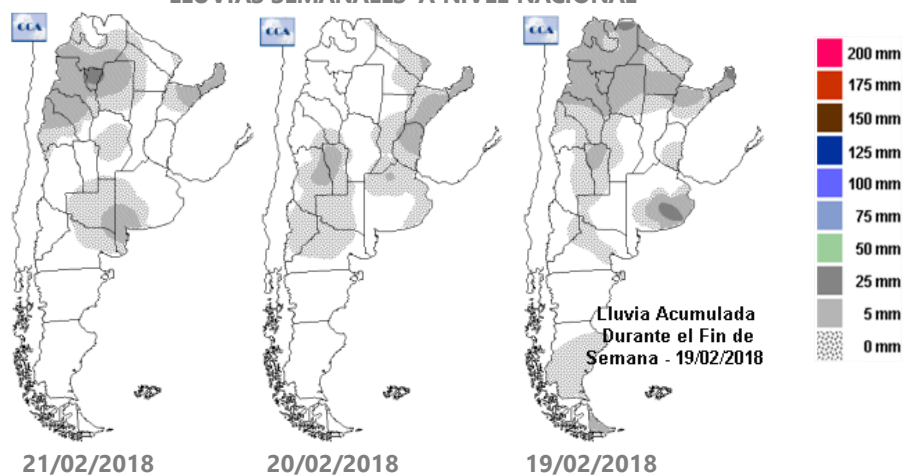 LLUVIAS SEMANALES A NIVEL NACIONAL
CCA
CCA
CCA
200 mm
175 mm
150 mm
125 mm
100 mm
75 mm
50 mm
25 mm
5 mm
0 mm
Lluvia Acumulada
Durante el Fin de
Semana - 19/02/2018
21/02/2018
20/02/2018
19/02/2018